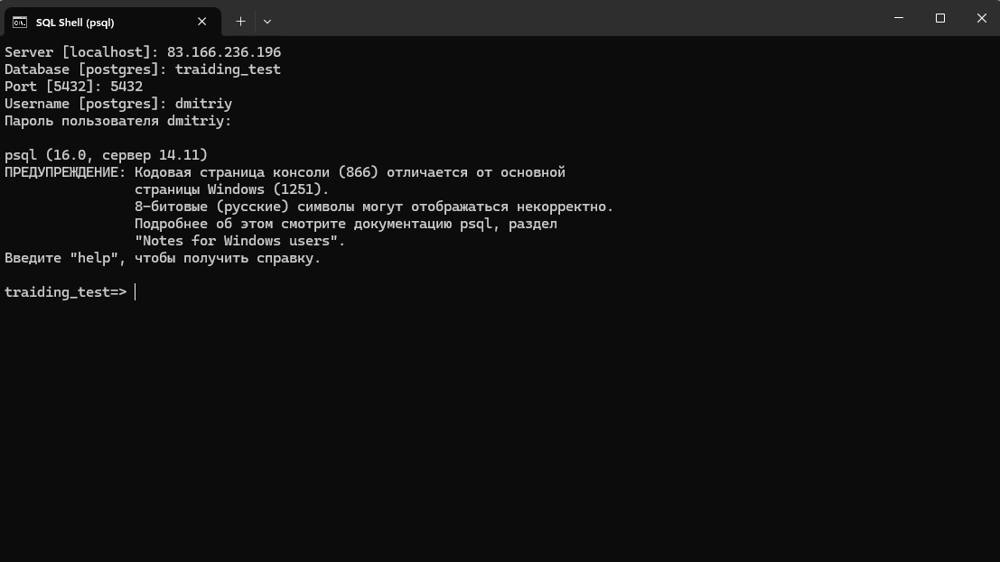 SQL Shell (psql)
Server [localhost]: 83.166.236.196
Database [postgres]: traiding_test
Port [5432]: 5432
Username [postgres]: dmitriy
Пароль пользователя dmitriy:
psql (16.0, сервер 14.11)
ПРЕДУПРЕЖДЕНИЕ: Кодовая страница консоли (866) отличается от основной
страницы Windows (1251).
8-битовые (русские) символы могут отображаться некорректно.
Подробнее об этом смотрите документацию psql, раздел
"Notes for Windows users".
Введите "help", чтобы получить справку.
traiding_test=>